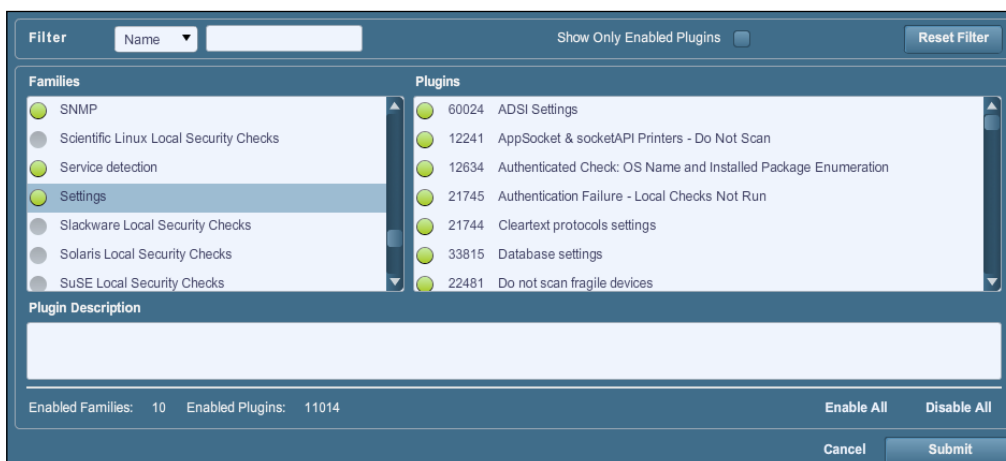 Filter Name Show Only Enabled Plugins Reset Filter
Families
SNMP
Scientific Linux Local Security Checks
Service detection
Settings
Slackware Local Security Checks
Solaris Local Security Checks
SuSE Local Security Checks
Plugins
60024 ADSI Settings
12241 AppSocket & socketAPI Printers - Do Not Scan
12634 Authenticated Check: OS Name and Installed Package Enumeration
21745 Authentication Failure - Local Checks Not Run
21744 Cleartext protocols settings
33815 Database settings
22481 Do not scan fragile devices
Plugin Description
Enabled Families: 10 Enabled Plugins: 11014 Enable All Disable All
Cancel Submit